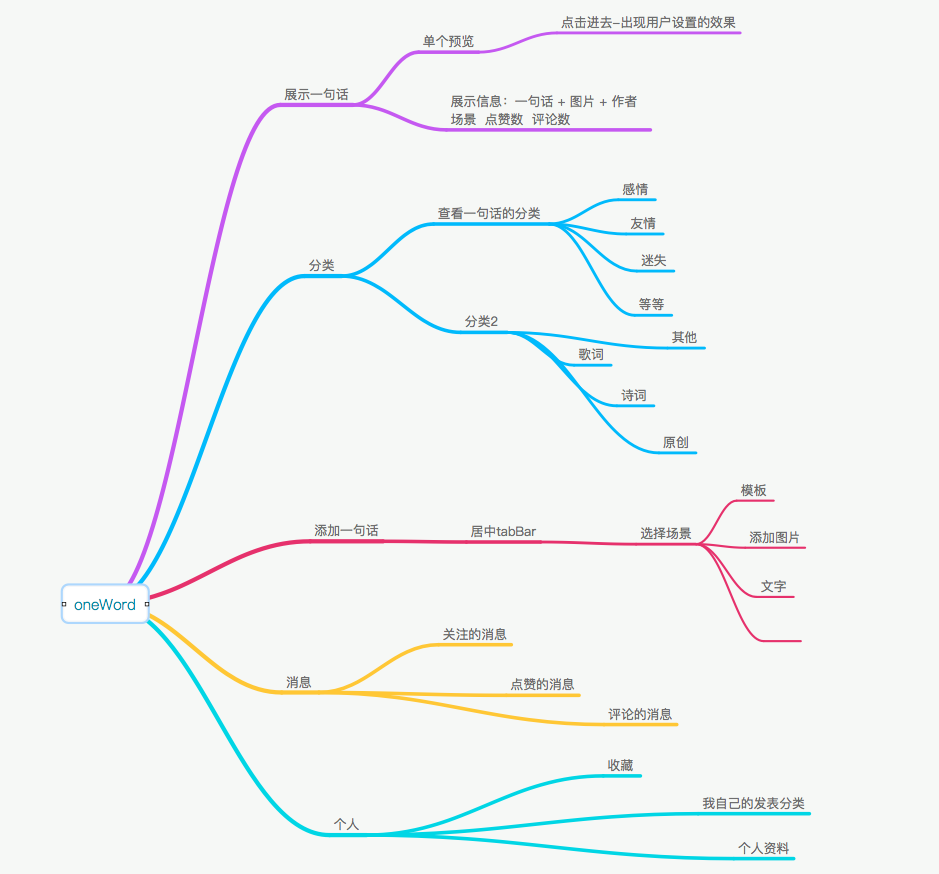 点击进去-出现用户设置的效果
单个预览
展示一句话
展示信息：一句话 + 图片 + 作者
场景 点赞数 评论数
感情
查看一句话的分类
友情
迷失
分类
等等
分类2
其他
歌词
诗词
原创
模板
添加一句话
居中tabBar
选择场景
添加图片
文字
oneWord
关注的消息
消息
点赞的消息
评论的消息
收藏
我自己的发表分类
个人
个人资料